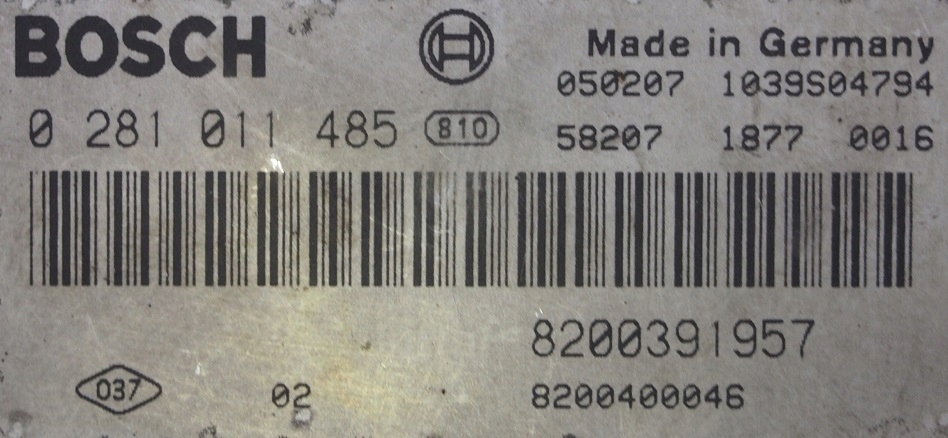 BOSCH Made in Germany
050207 1039S04794
0 281 011 485 810
58207 1877 0016
8200391957
037 02 8200400046